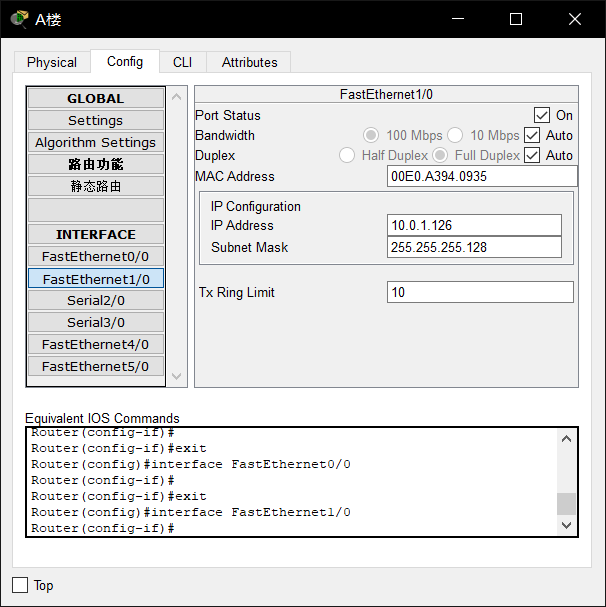 A楼
Physical Config CLI Attributes
GLOBAL
Settings
Algorithm Settings
路由功能
静态路由
INTERFACE
FastEthernet0/0
FastEthernet1/0
Serial2/0
Serial3/0
FastEthernet4/0
FastEthernet5/0
FastEthernet1/0
Port Status On
Bandwidth 100 Mbps 10 Mbps Auto
Duplex Half Duplex Full Duplex Auto
MAC Address 00E0.A394.0935
IP Configuration
IP Address 10.0.1.126
Subnet Mask 255.255.255.128
Tx Ring Limit 10
Equivalent IOS Commands
Router(config-if)#
Router(config-if)#exit
Router(config)#interface FastEthernet0/0
Router(config-if)#
Router(config-if)#exit
Router(config)#interface FastEthernet1/0
Router(config-if)#
Top